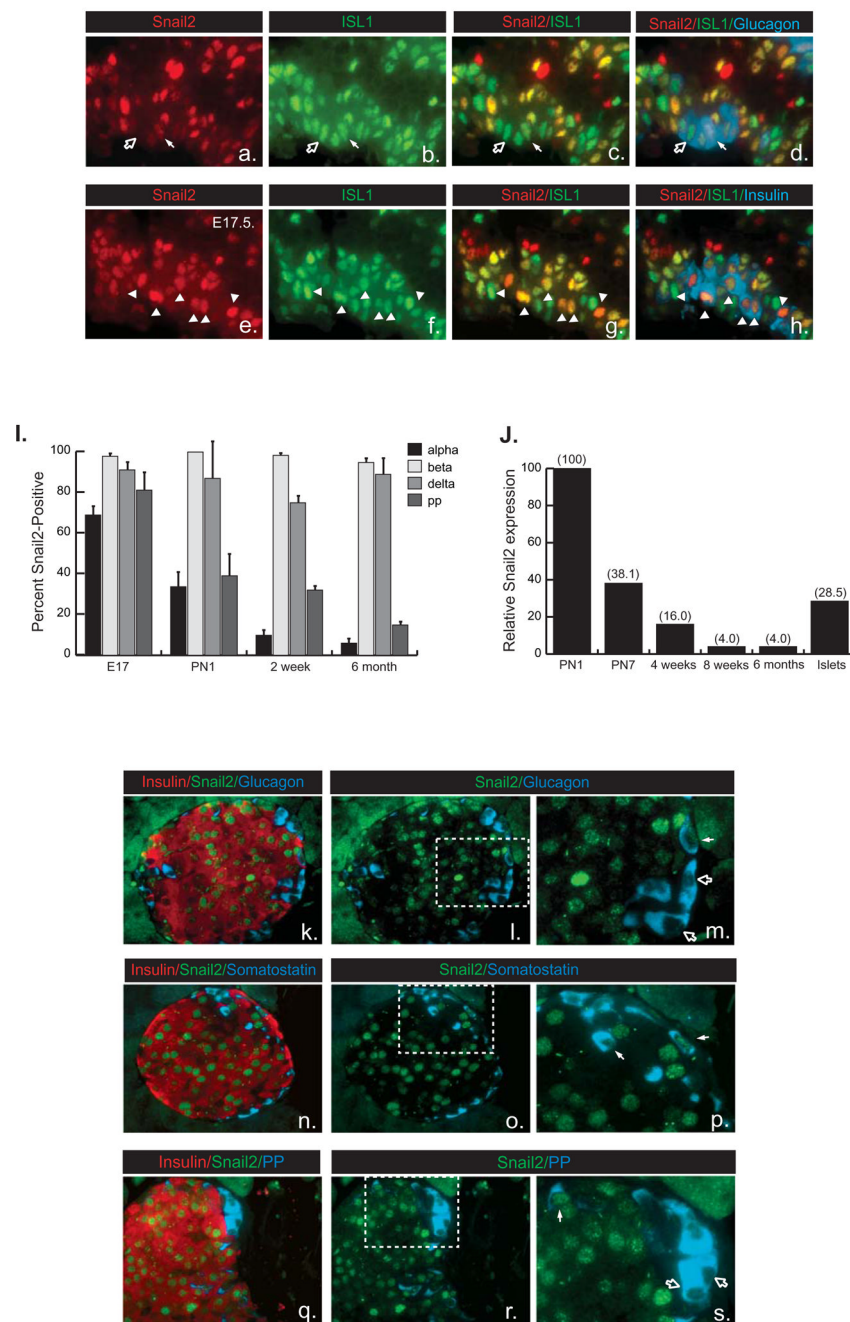 Snail2 ISL1 Snail2/ISL1 Snail2/ISL1/Glucagon
a. b. c. d.
Snail2 ISL1 Snail2/ISL1 Snail2/ISL1/Insulin
E17.5.
e. f. g. h.
I.
Percent Snail2-Positive
100
80
60
40
20
0
E17 PN1 2 week 6 month
alpha
beta
delta
pp
J.
Relative Snail2 expression
100
80
60
40
20
0
(100)
(38.1)
(16.0)
(4.0)
(4.0)
(28.5)
PN1 PN7 4 weeks 8 weeks 6 months Islets
Insulin/Snail2/Glucagon Snail2/Glucagon
k. l. m.
Insulin/Snail2/Somatostatin Snail2/Somatostatin
n. o. p.
Insulin/Snail2/PP Snail2/PP
q. r. s.